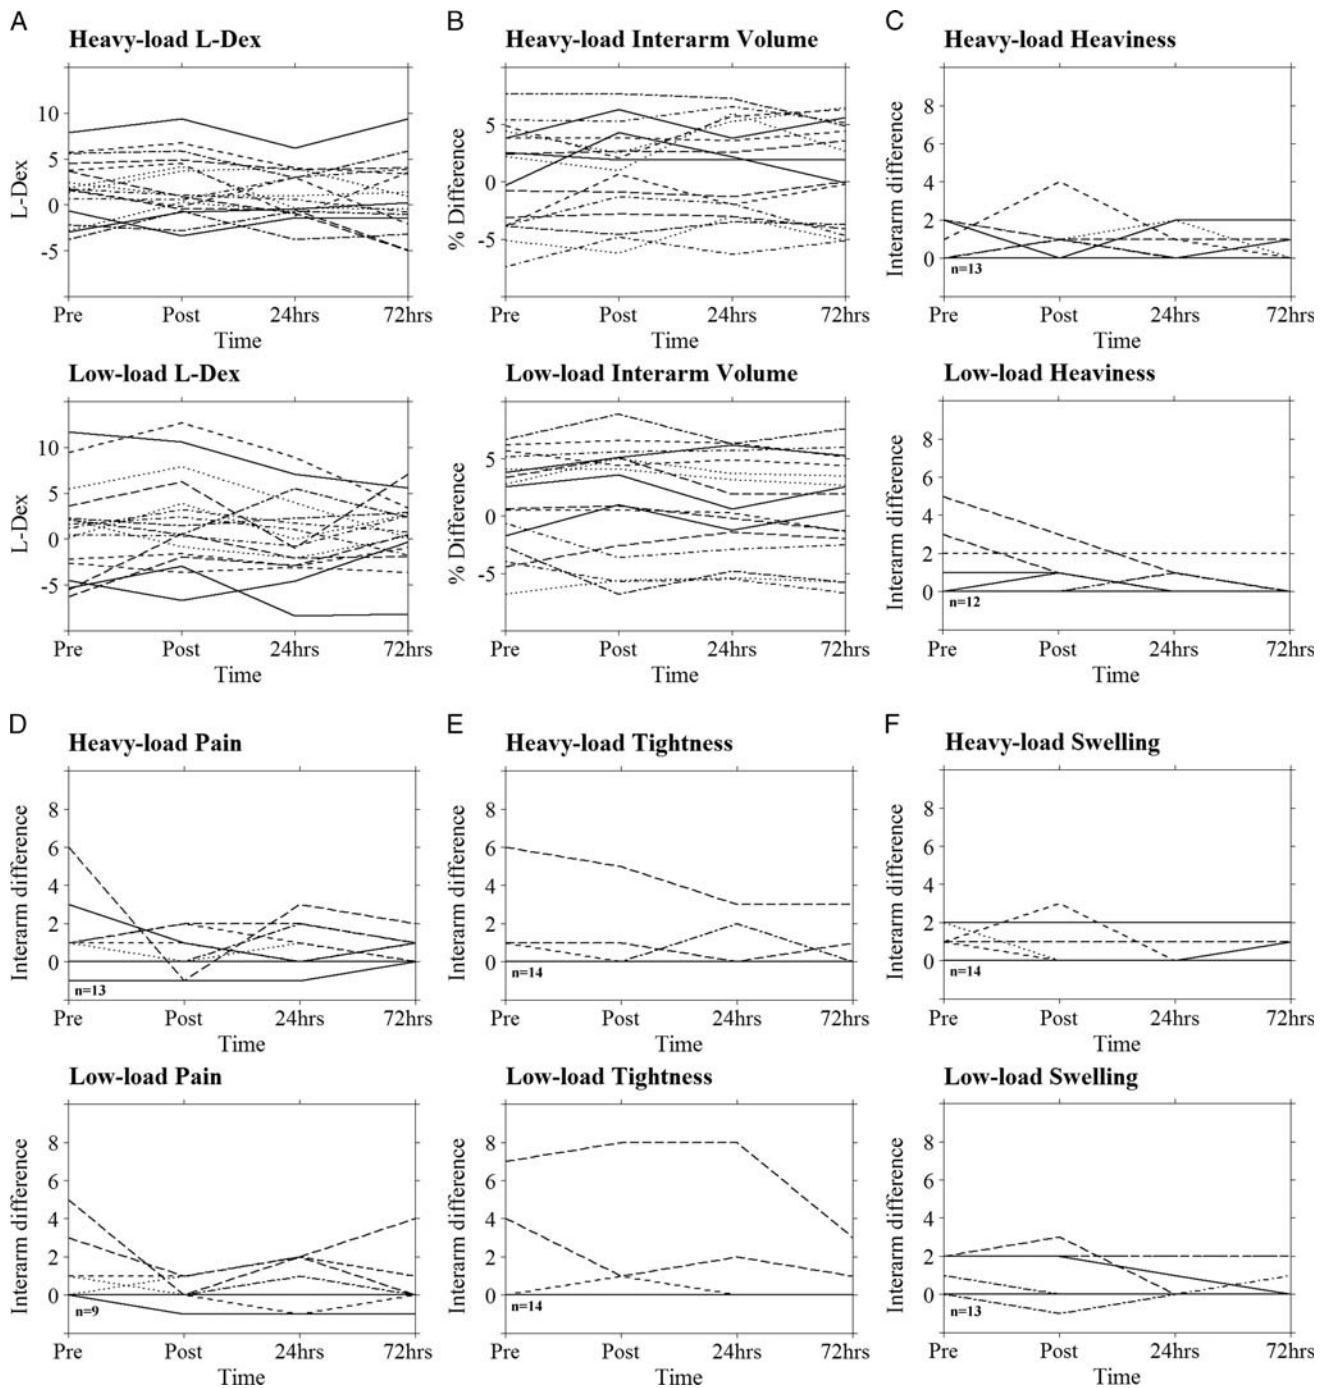 A
Heavy-load L-Dex
L-Dex
10
5
0
-5
Pre Post 24hrs 72hrs
Time
B
Heavy-load Interarm Volume
% Difference
5
0
-5
Pre Post 24hrs 72hrs
Time
C
Heavy-load Heaviness
Interarm difference
8
6
4
2
0
n=13
Pre Post 24hrs 72hrs
Time
Low-load L-Dex
L-Dex
10
5
0
-5
Pre Post 24hrs 72hrs
Time
Low-load Interarm Volume
% Difference
5
0
-5
Pre Post 24hrs 72hrs
Time
Low-load Heaviness
Interarm difference
8
6
4
2
0
n=12
Pre Post 24hrs 72hrs
Time
D
Heavy-load Pain
Interarm difference
8
6
4
2
0
n=13
Pre Post 24hrs 72hrs
Time
E
Heavy-load Tightness
Interarm difference
8
6
4
2
0
n=14
Pre Post 24hrs 72hrs
Time
F
Heavy-load Swelling
Interarm difference
8
6
4
2
0
n=14
Pre Post 24hrs 72hrs
Time
Low-load Pain
Interarm difference
8
6
4
2
0
n=9
Pre Post 24hrs 72hrs
Time
Low-load Tightness
Interarm difference
8
6
4
2
0
n=14
Pre Post 24hrs 72hrs
Time
Low-load Swelling
Interarm difference
8
6
4
2
0
n=13
Pre Post 24hrs 72hrs
Time